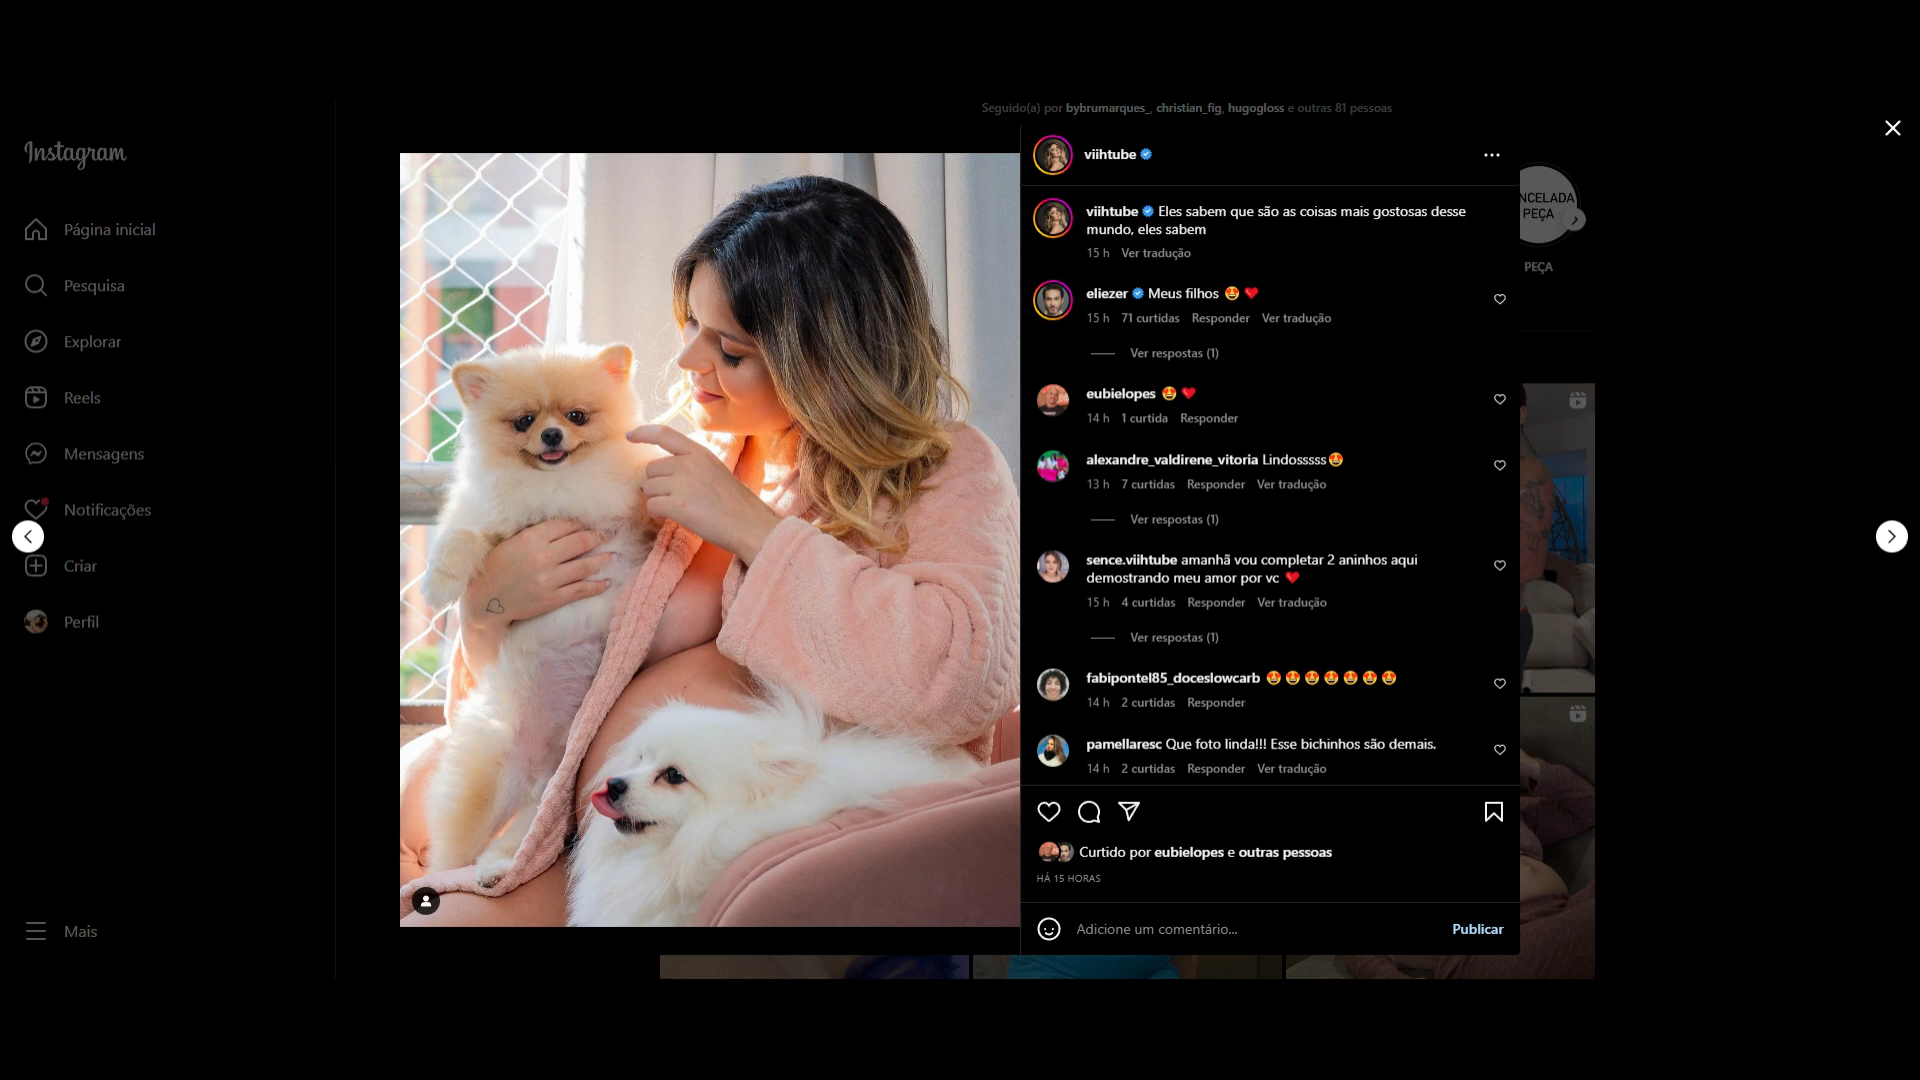 Seguido(a) por bybrumarques_, christian_fig, hugogloss e outras 81 pessoas
Instagram
Página inicial
Pesquisa
Explorar
Reels
Mensagens
Notificações
Criar
Perfil
Mais
NCELADA
PEÇA
PEÇA
viihtube
viihtube Eles sabem que são as coisas mais gostosas desse
mundo, eles sabem
15 h Ver tradução
eliezer Meus filhos 😍 ❤️
15 h 71 curtidas Responder Ver tradução
Ver respostas (1)
eubielopes 😍 ❤️
14 h 1 curtida Responder
alexandre_valdirene_vitoria Lindosssss😍
13 h 7 curtidas Responder Ver tradução
Ver respostas (1)
sence.viihtube amanhã vou completar 2 aninhos aqui
demostrando meu amor por vc ❤️
15 h 4 curtidas Responder Ver tradução
Ver respostas (1)
fabipontel85_doceslowcarb 😍😍😍😍😍😍😍
14 h 2 curtidas Responder
pamellaresc Que foto linda!!! Esse bichinhos são demais.
14 h 2 curtidas Responder Ver tradução
Curtido por eubielopes e outras pessoas
HÁ 15 HORAS
Adicione um comentário...
Publicar